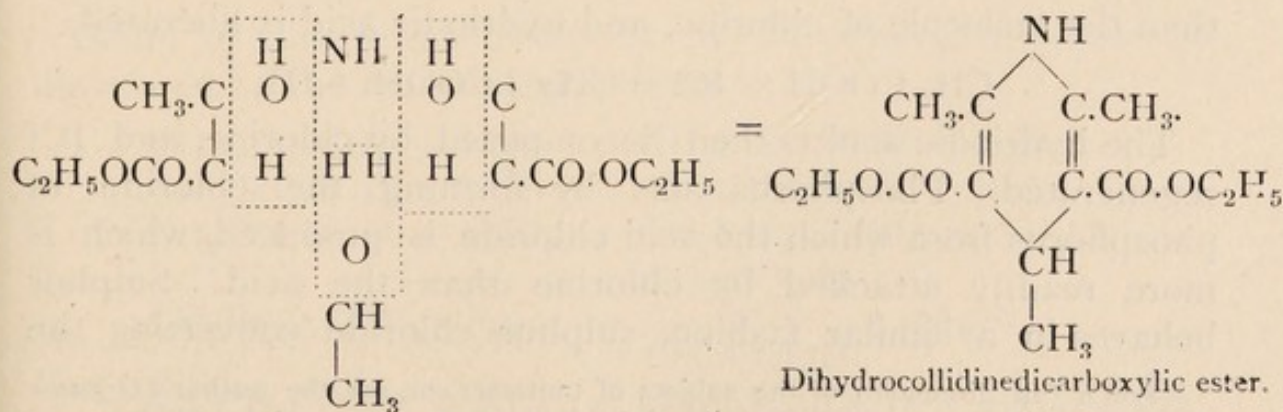 H NH H NH
CH₃.C O O C CH₃.C C.CH₃.
=
C₂H₅OCO.C H H H H C.CO.OC₂H₅ C₂H₅O.CO.C C.CO.OC₂H₅
O CH
CH CH₃
CH₃ Dihydrocollidinedicarboxylic ester.